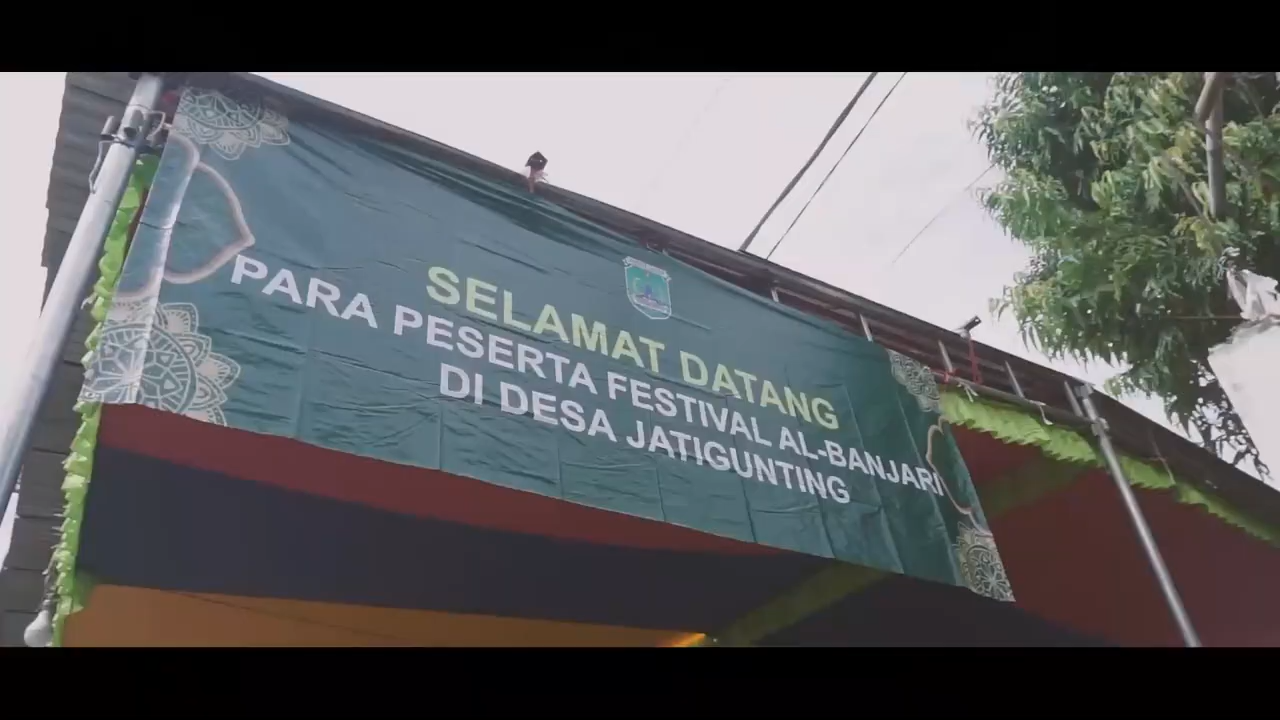 SELAMAT DATANG
PARA PESERTA FESTIVAL AL-BANJARI
DI DESA JATIGUNTING